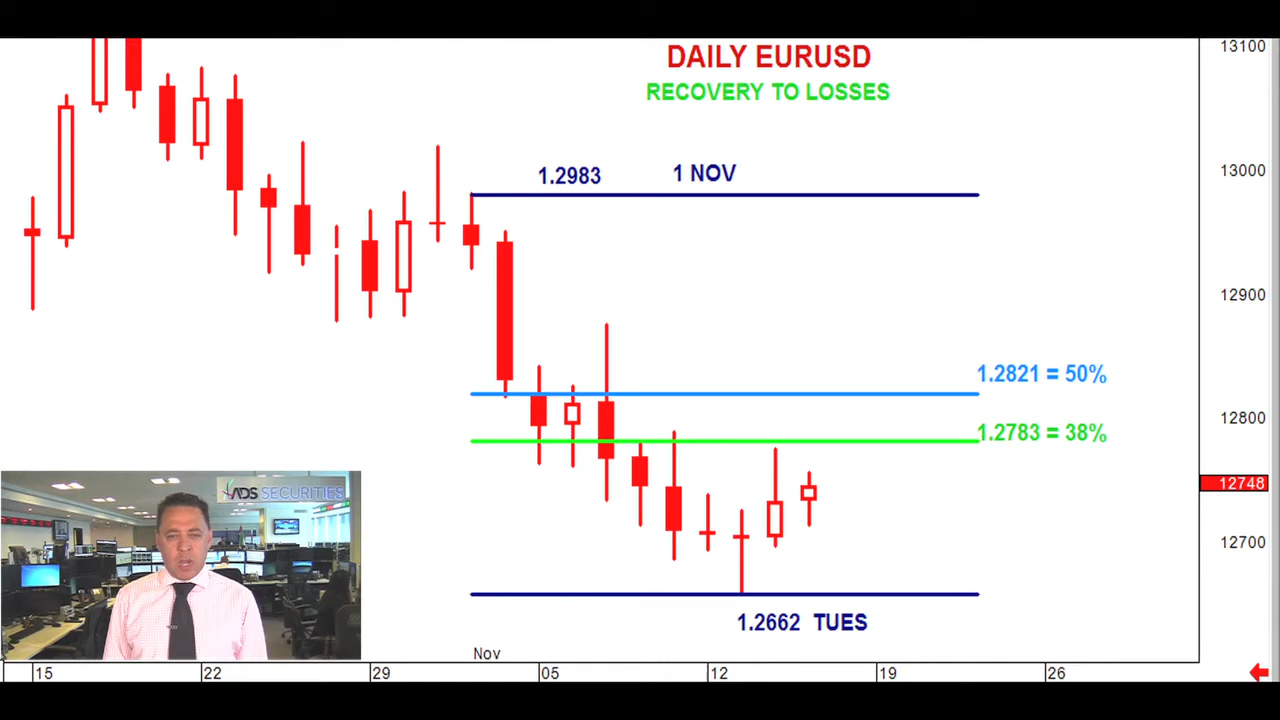 DAILY EURUSD
RECOVERY TO LOSSES
13100
13000
12900
12800
12748
12700
1.2983 1 NOV
1.2821 = 50%
1.2783 = 38%
1.2662 TUES
ADS SECURITIES
Nov
15 22 29 05 12 19 26